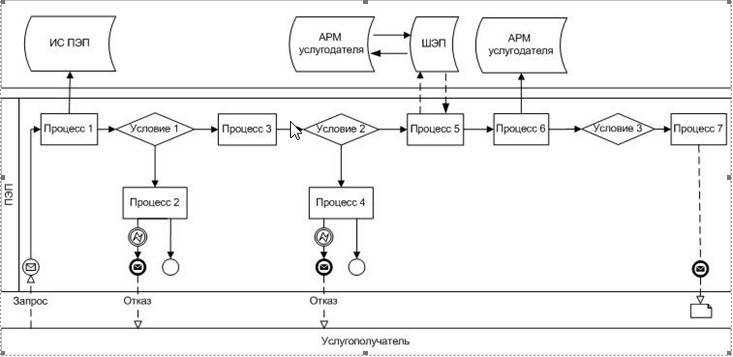 ИС ПЭП
АРМ
услугодателя
ШЭП
АРМ
услугодателя
ПЭП
Процесс 1
Условие 1
Процесс 3
Условие 2
Процесс 5
Процесс 6
Условие 3
Процесс 7
Процесс 2
Процесс 4
Запрос
Отказ
Отказ
Услугополучатель